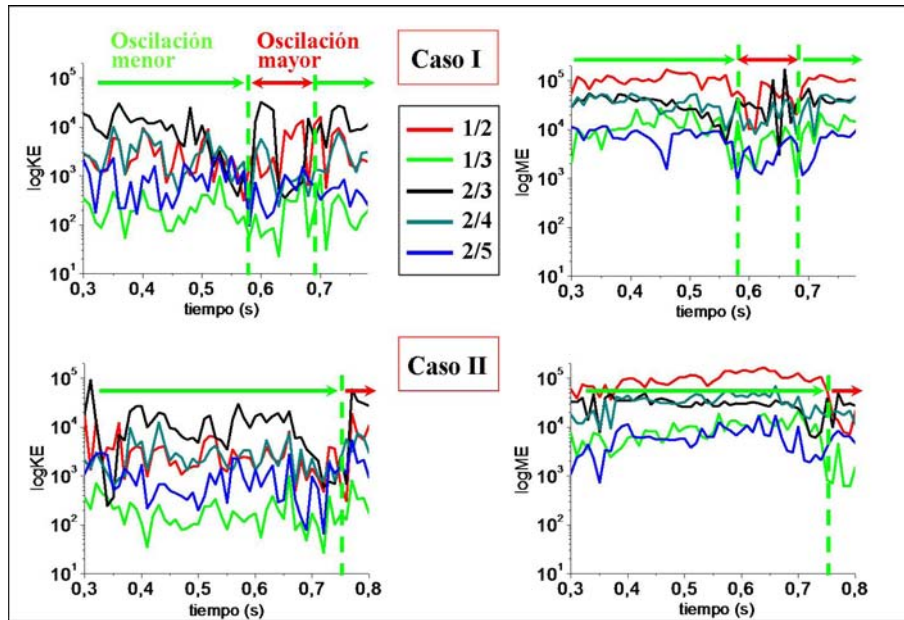 Oscilación
menor
Oscilación
mayor
Caso I
10⁵
10⁴
10³
10²
10¹
logKE
0,3 0,4 0,5 0,6 0,7
tiempo (s)
1/2
1/3
2/3
2/4
2/5
10⁵
10⁴
10³
10²
10¹
logME
0,3 0,4 0,5 0,6 0,7
tiempo (s)
Caso II
10⁵
10⁴
10³
10²
10¹
logKE
0,3 0,4 0,5 0,6 0,7 0,8
tiempo (s)
10⁵
10⁴
10³
10²
10¹
logME
0,3 0,4 0,5 0,6 0,7 0,8
tiempo (s)